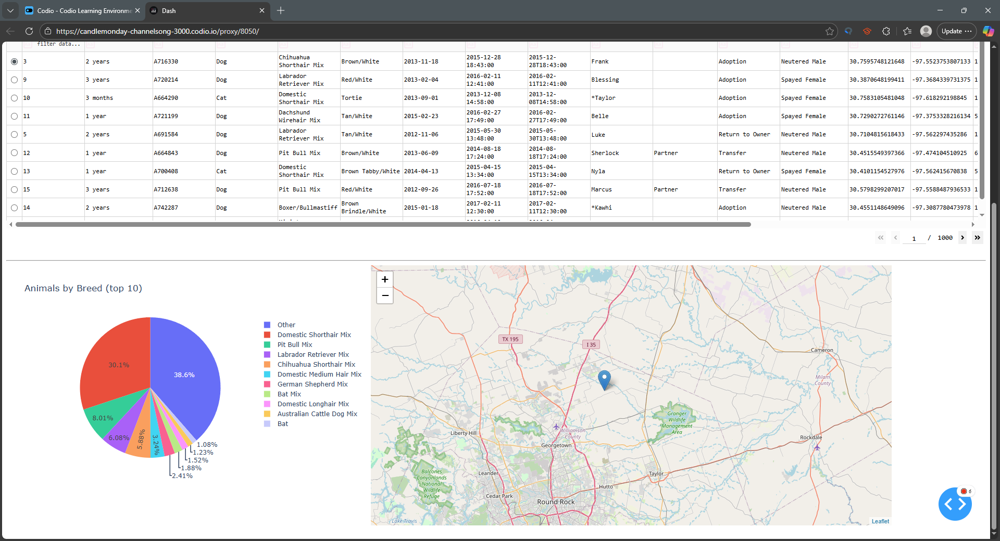 Codio - Codio Learning Environme
Dash
https://candlemonday-channelsong-3000.codio.io/proxy/8050/
Update
filter data...
3 2 years A716330 Dog Chihuahua Shorthair Mix Brown/White 2013-11-18 2015-12-28 18:43:00 2015-12-28T18:43:00 Frank Adoption Neutered Male 30.7595748121648 -97.5523753807133 1
9 3 years A720214 Dog Labrador Retriever Mix Red/White 2013-02-04 2016-02-11 12:41:00 2016-02-11T12:41:00 Blessing Adoption Spayed Female 30.3870648199411 -97.3684339731375 1
10 3 months A664290 Cat Domestic Shorthair Mix Tortie 2013-09-01 2013-12-08 14:58:00 2013-12-08T14:58:00 *Taylor Adoption Spayed Female 30.7583105481048 -97.618292198845 1
11 1 year A721199 Dog Dachshund Wirehair Mix Tan/White 2015-02-23 2016-02-27 17:49:00 2016-02-27T17:49:00 Belle Adoption Spayed Female 30.7290272761146 -97.3753328216134 5
5 2 years A691584 Dog Labrador Retriever Mix Tan/White 2012-11-06 2015-05-30 13:48:00 2015-05-30T13:48:00 Luke Return to Owner Neutered Male 30.7104815618433 -97.562297435286 1
12 1 year A664843 Dog Pit Bull Mix Brown/White 2013-06-09 2014-08-18 17:24:00 2014-08-18T17:24:00 Sherlock Partner Transfer Neutered Male 30.4515549397366 -97.474104510925 6
13 1 year A700408 Cat Domestic Shorthair Mix Brown Tabby/White 2014-04-13 2015-04-15 13:34:00 2015-04-15T13:34:00 Nyla Return to Owner Spayed Female 30.4101154527976 -97.562415670838 5
15 3 years A712638 Dog Pit Bull Mix Red/White 2012-09-26 2016-07-18 17:52:00 2016-07-18T17:52:00 Marcus Partner Transfer Neutered Male 30.5798299207017 -97.5588487936533 1
14 2 years A742287 Dog Boxer/Bullmastiff Brown Brindle/White 2015-01-18 2017-02-11 12:30:00 2017-02-11T12:30:00 *Kawhi Adoption Neutered Male 30.4551148649096 -97.3087780473978 1
« ‹ 1 / 1000 › »
Animals by Breed (top 10)
38.6%
30.1%
8.01%
6.08%
5.88%
3.24%
2.41%
1.88%
1.52%
1.23%
1.08%
Other
Domestic Shorthair Mix
Pit Bull Mix
Labrador Retriever Mix
Chihuahua Shorthair Mix
Domestic Medium Hair Mix
German Shepherd Mix
Bat Mix
Domestic Longhair Mix
Australian Cattle Dog Mix
Bat
+
−
TX 195
I 35
Cameron
Milam
County
Granger
Wildlife
Management
Area
Liberty Hill
Williamson
County
Georgetown
Rockdale
Balcones
Canyonlands
National
Wildlife
Refuge
Leander
Taylor
Hutto
Cedar Park
Round Rock
Lake Travis
Leaflet
6